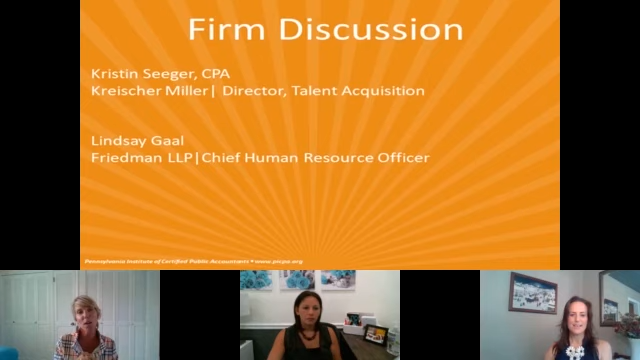 Firm Discussion
Kristin Seeger, CPA
Kreischer Miller| Director, Talent Acquisition
Lindsay Gaal
Friedman LLP|Chief Human Resource Officer
Pennsylvania Institute of Certified Public Accountants • www.picpa.org